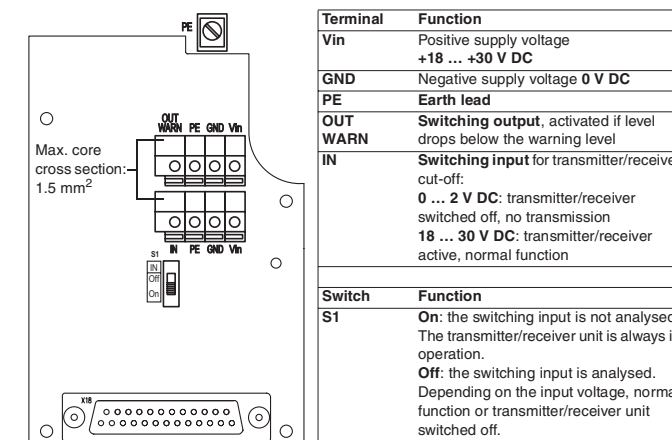 PE
OUT
WARN PE GND Vin
Max. core
cross section:
1.5 mm2
IN PE GND Vin
S1
IN
Off
On
X18
Terminal Function
Vin Positive supply voltage
+18 … +30 V DC
GND Negative supply voltage 0 V DC
PE Earth lead
OUT Switching output, activated if level
WARN drops below the warning level
IN Switching input for transmitter/receive
cut-off:
0 … 2 V DC: transmitter/receiver
switched off, no transmission
18 … 30 V DC: transmitter/receiver
active, normal function
Switch Function
S1 On: the switching input is not analysed
The transmitter/receiver unit is always i
operation.
Off: the switching input is analysed.
Depending on the input voltage, norma
function or transmitter/receiver unit
switched off.